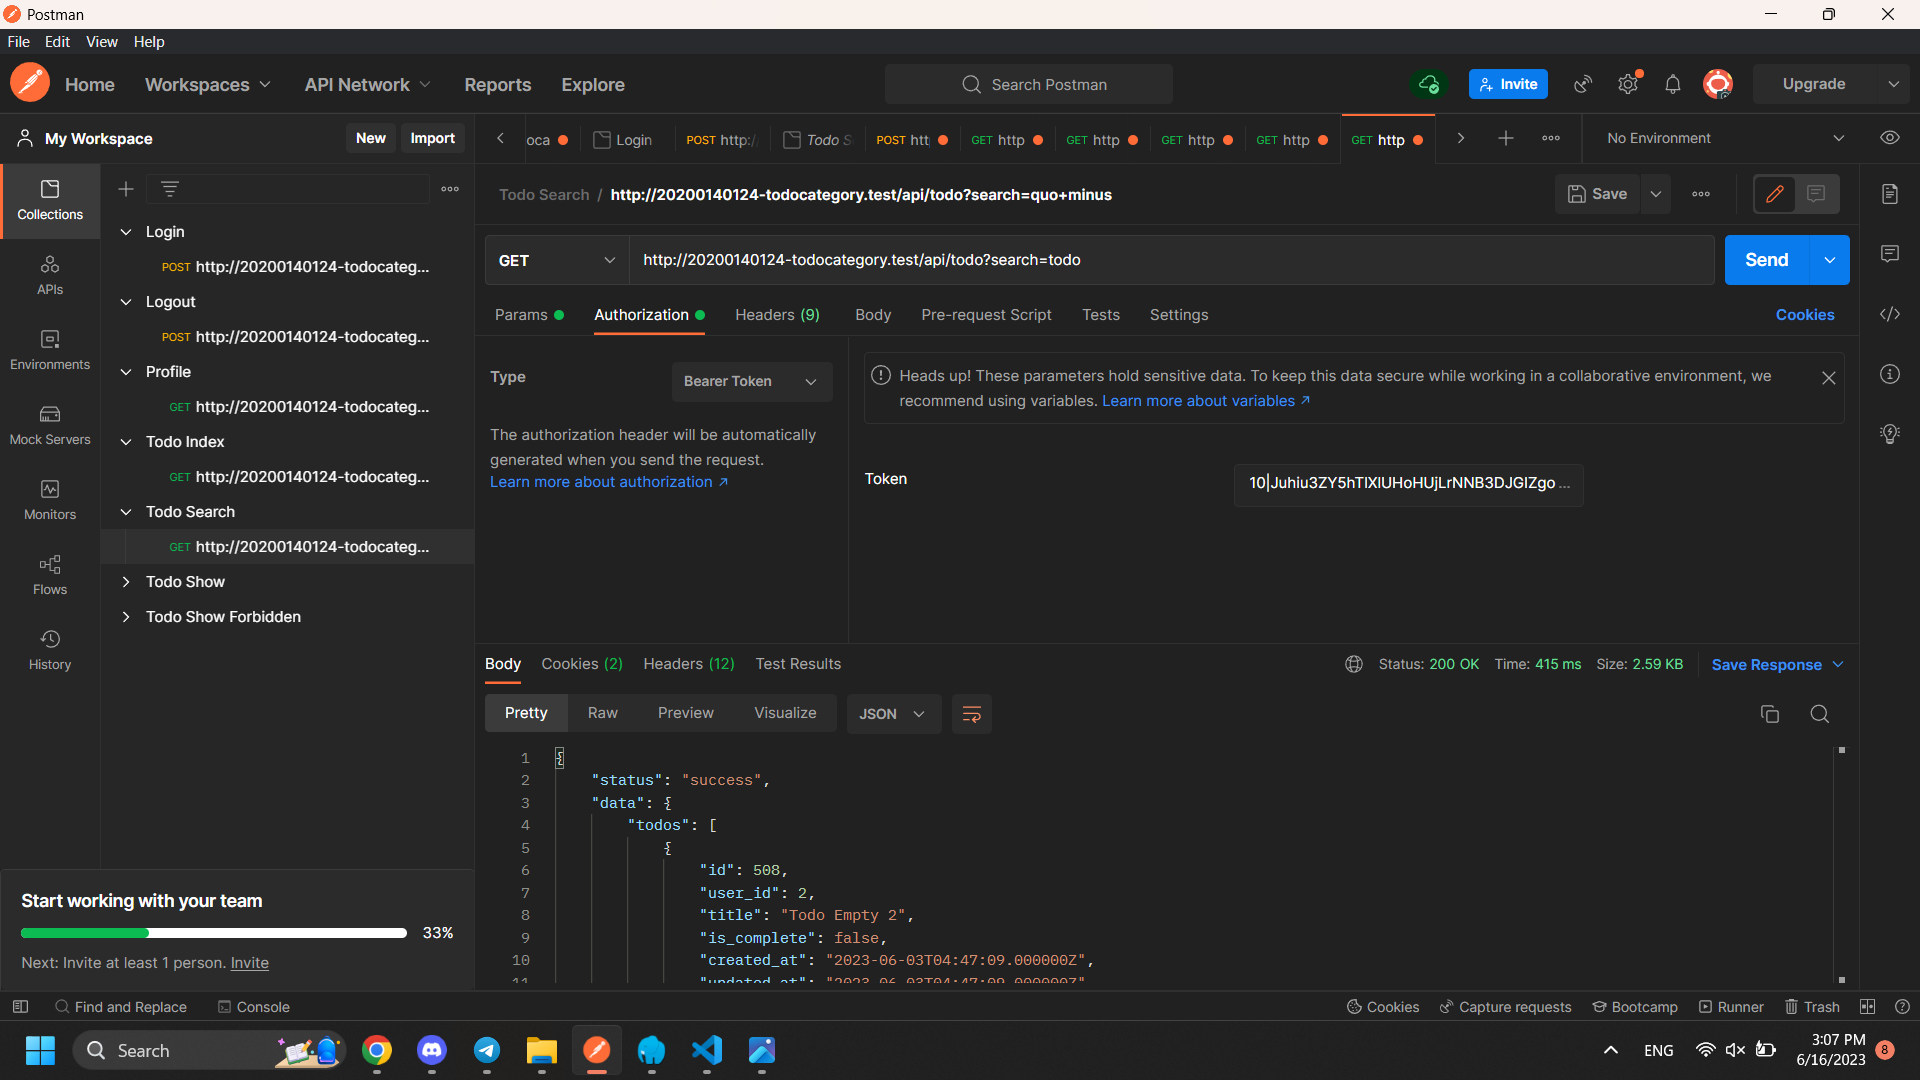 Postman
File Edit View Help
Home Workspaces API Network Reports Explore Search Postman Invite Upgrade
My Workspace New Import
oca Login POST http:/ Todo S POST htt GET http GET http GET http GET http GET http No Environment
Todo Search / http://20200140124-todocategory.test/api/todo?search=quo+minus Save
GET http://20200140124-todocategory.test/api/todo?search=todo Send
Params Authorization Headers (9) Body Pre-request Script Tests Settings Cookies
Collections
APIs
Environments
Mock Servers
Monitors
Flows
History
Login
POST http://20200140124-todocateg...
Logout
POST http://20200140124-todocateg...
Profile
GET http://20200140124-todocateg...
Todo Index
GET http://20200140124-todocateg...
Todo Search
GET http://20200140124-todocateg...
Todo Show
Todo Show Forbidden
Type Bearer Token
The authorization header will be automatically
generated when you send the request.
Learn more about authorization ↗
Heads up! These parameters hold sensitive data. To keep this data secure while working in a collaborative environment, we
recommend using variables. Learn more about variables ↗
Token 10|Juhiu3ZY5hTlXlUHoHUjLrNNB3DJGIZgo ...
Body Cookies (2) Headers (12) Test Results Status: 200 OK Time: 415 ms Size: 2.59 KB Save Response
Pretty Raw Preview Visualize JSON
1 {
2 "status": "success",
3 "data": {
4 "todos": [
5 {
6 "id": 508,
7 "user_id": 2,
8 "title": "Todo Empty 2",
9 "is_complete": false,
10 "created_at": "2023-06-03T04:47:09.000000Z",
11 "updated_at": "2023-06-03T04:47:09.000000Z"
Start working with your team
33%
Next: Invite at least 1 person. Invite
Find and Replace Console Cookies Capture requests Bootcamp Runner Trash
Search ENG 3:07 PM
6/16/2023 8